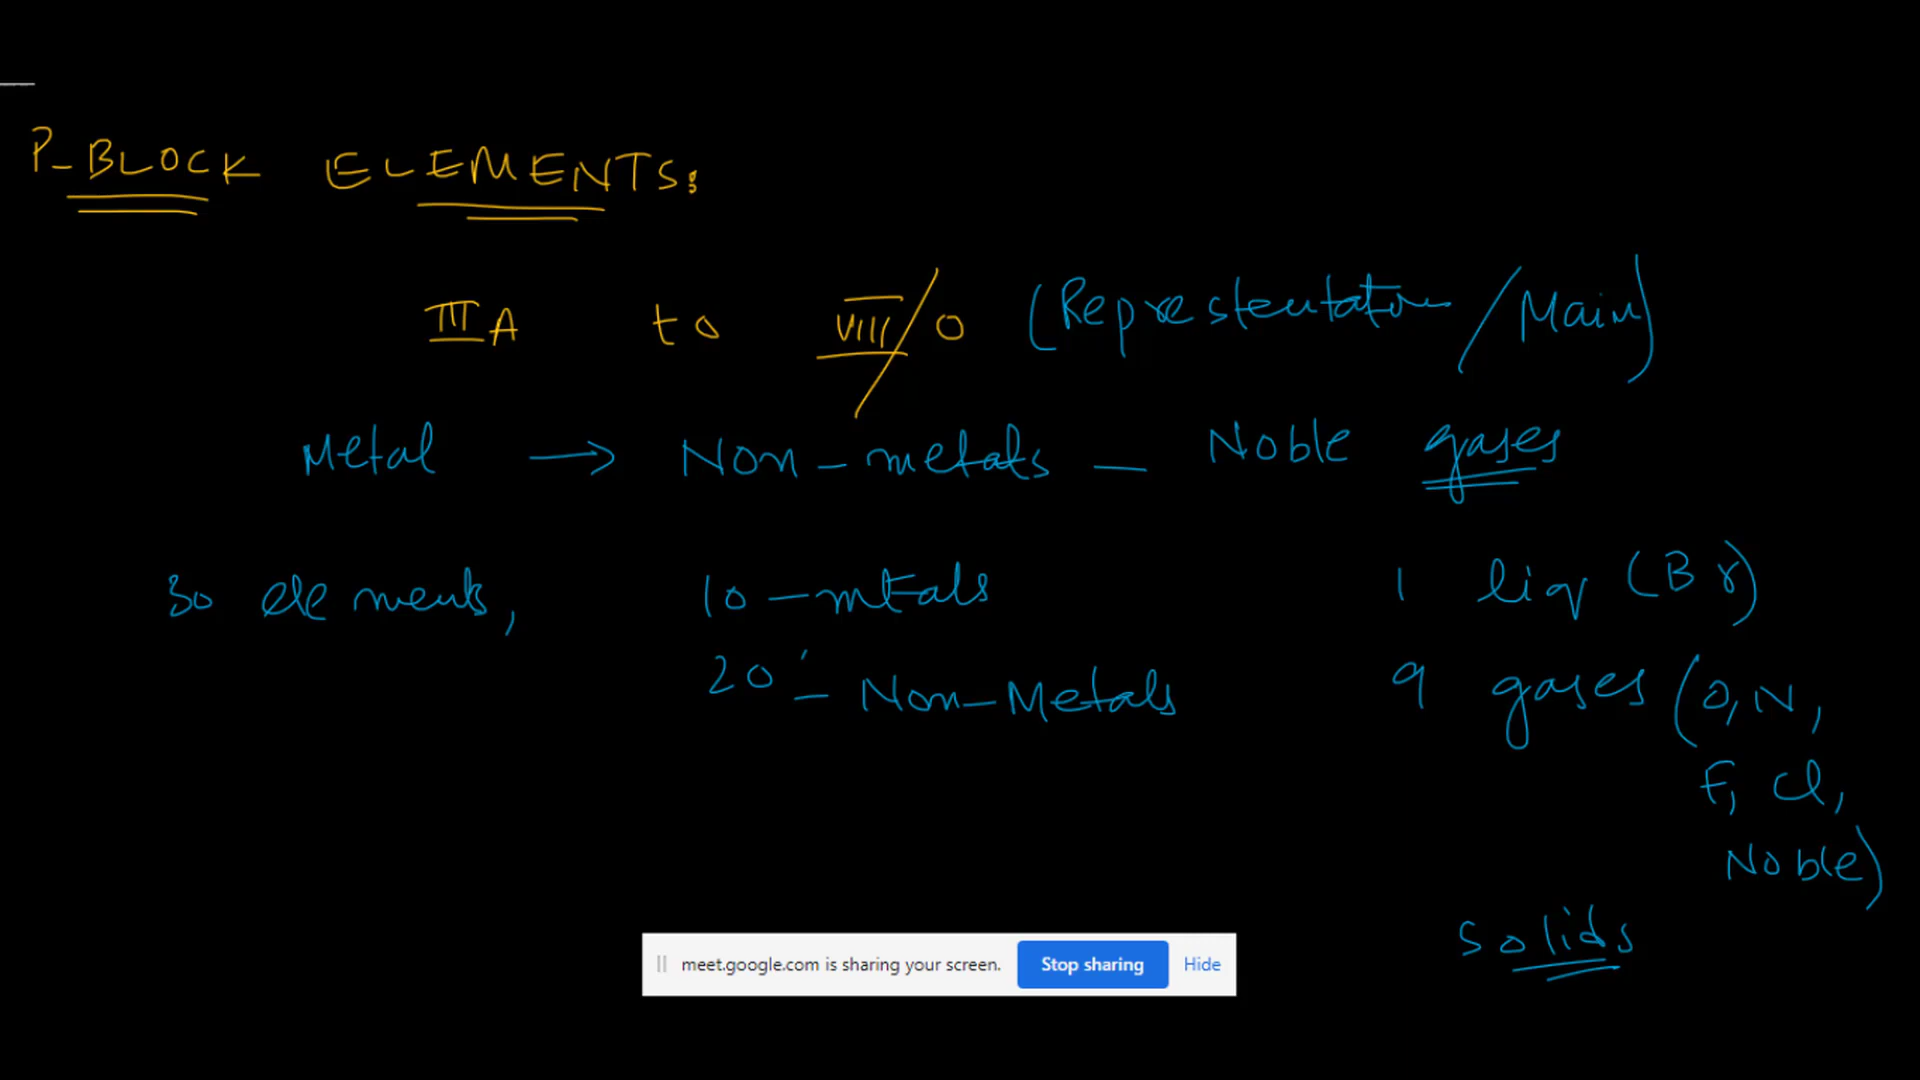 P-BLOCK ELEMENTS:
III A to VIII/0 (Represtentation/Main)
Metal → Non-metals — Noble gases
30 elements, 10-metals 1 liq (Br)
20 - Non-Metals 9 gases (O, N,
F, Cl,
Noble)
solids
meet.google.com is sharing your screen. Stop sharing Hide